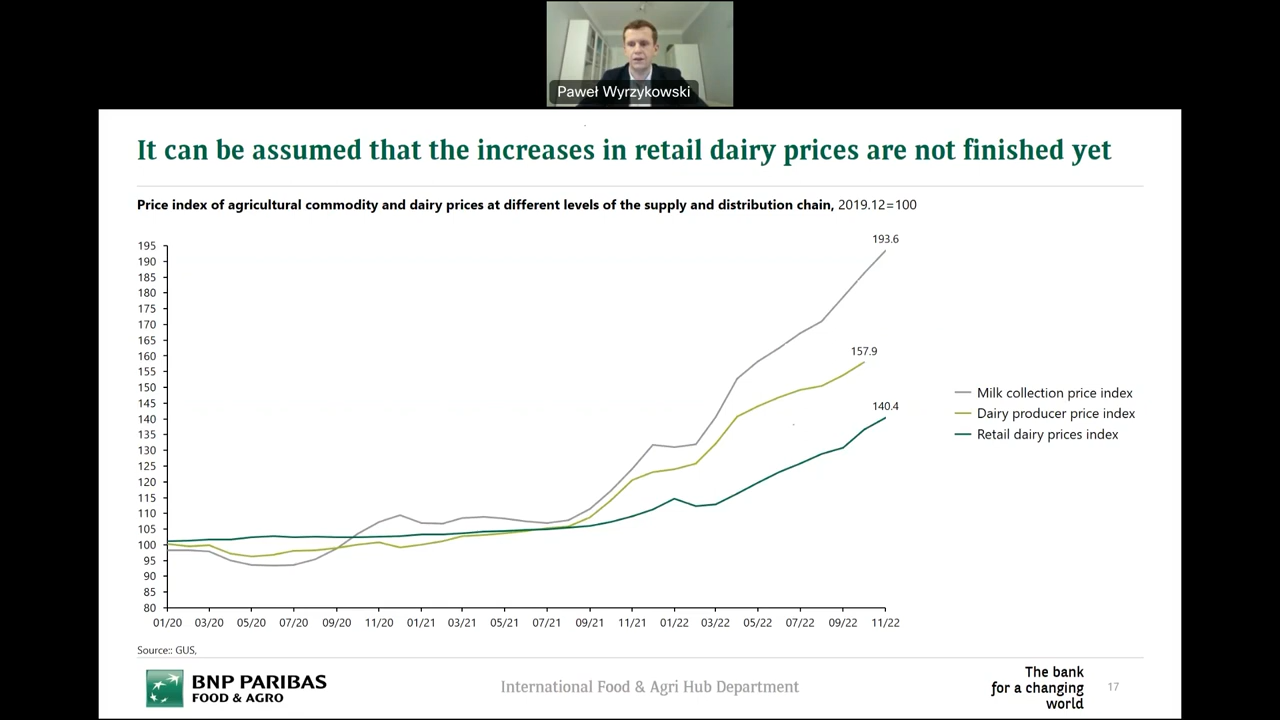 Paweł Wyrzykowski
It can be assumed that the increases in retail dairy prices are not finished yet
Price index of agricultural commodity and dairy prices at different levels of the supply and distribution chain, 2019.12=100
195
190
185
180
175
170
165
160
155
150
145
140
135
130
125
120
115
110
105
100
95
90
85
80
193.6
157.9
140.4
01/20 03/20 05/20 07/20 09/20 11/20 01/21 03/21 05/21 07/21 09/21 11/21 01/22 03/22 05/22 07/22 09/22 11/22
Milk collection price index
Dairy producer price index
Retail dairy prices index
Source:: GUS,
BNP PARIBAS
FOOD & AGRO
International Food & Agri Hub Department
The bank
for a changing
world
17